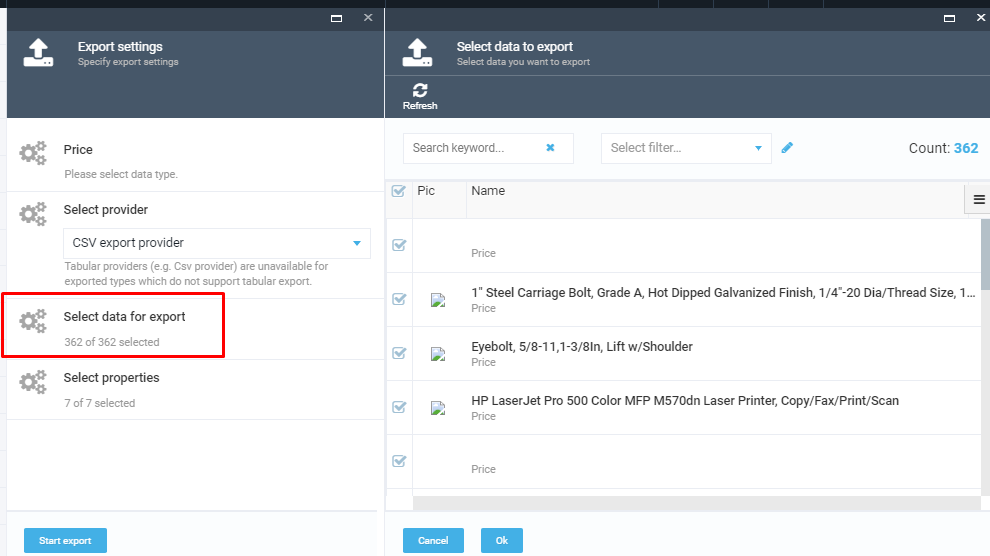 Export settings
Specify export settings
Price
Please select data type.
Select provider
CSV export provider
Tabular providers (e.g. Csv provider) are unavailable for
exported types which do not support tabular export.
Select data for export
362 of 362 selected
Select properties
7 of 7 selected
Start export
Select data to export
Select data you want to export
Refresh
Search keyword...
Select filter...
Count: 362
Pic Name
Price
1" Steel Carriage Bolt, Grade A, Hot Dipped Galvanized Finish, 1/4"-20 Dia/Thread Size, 1...
Price
Eyebolt, 5/8-11,1-3/8In, Lift w/Shoulder
Price
HP LaserJet Pro 500 Color MFP M570dn Laser Printer, Copy/Fax/Print/Scan
Price
Price
Cancel
Ok